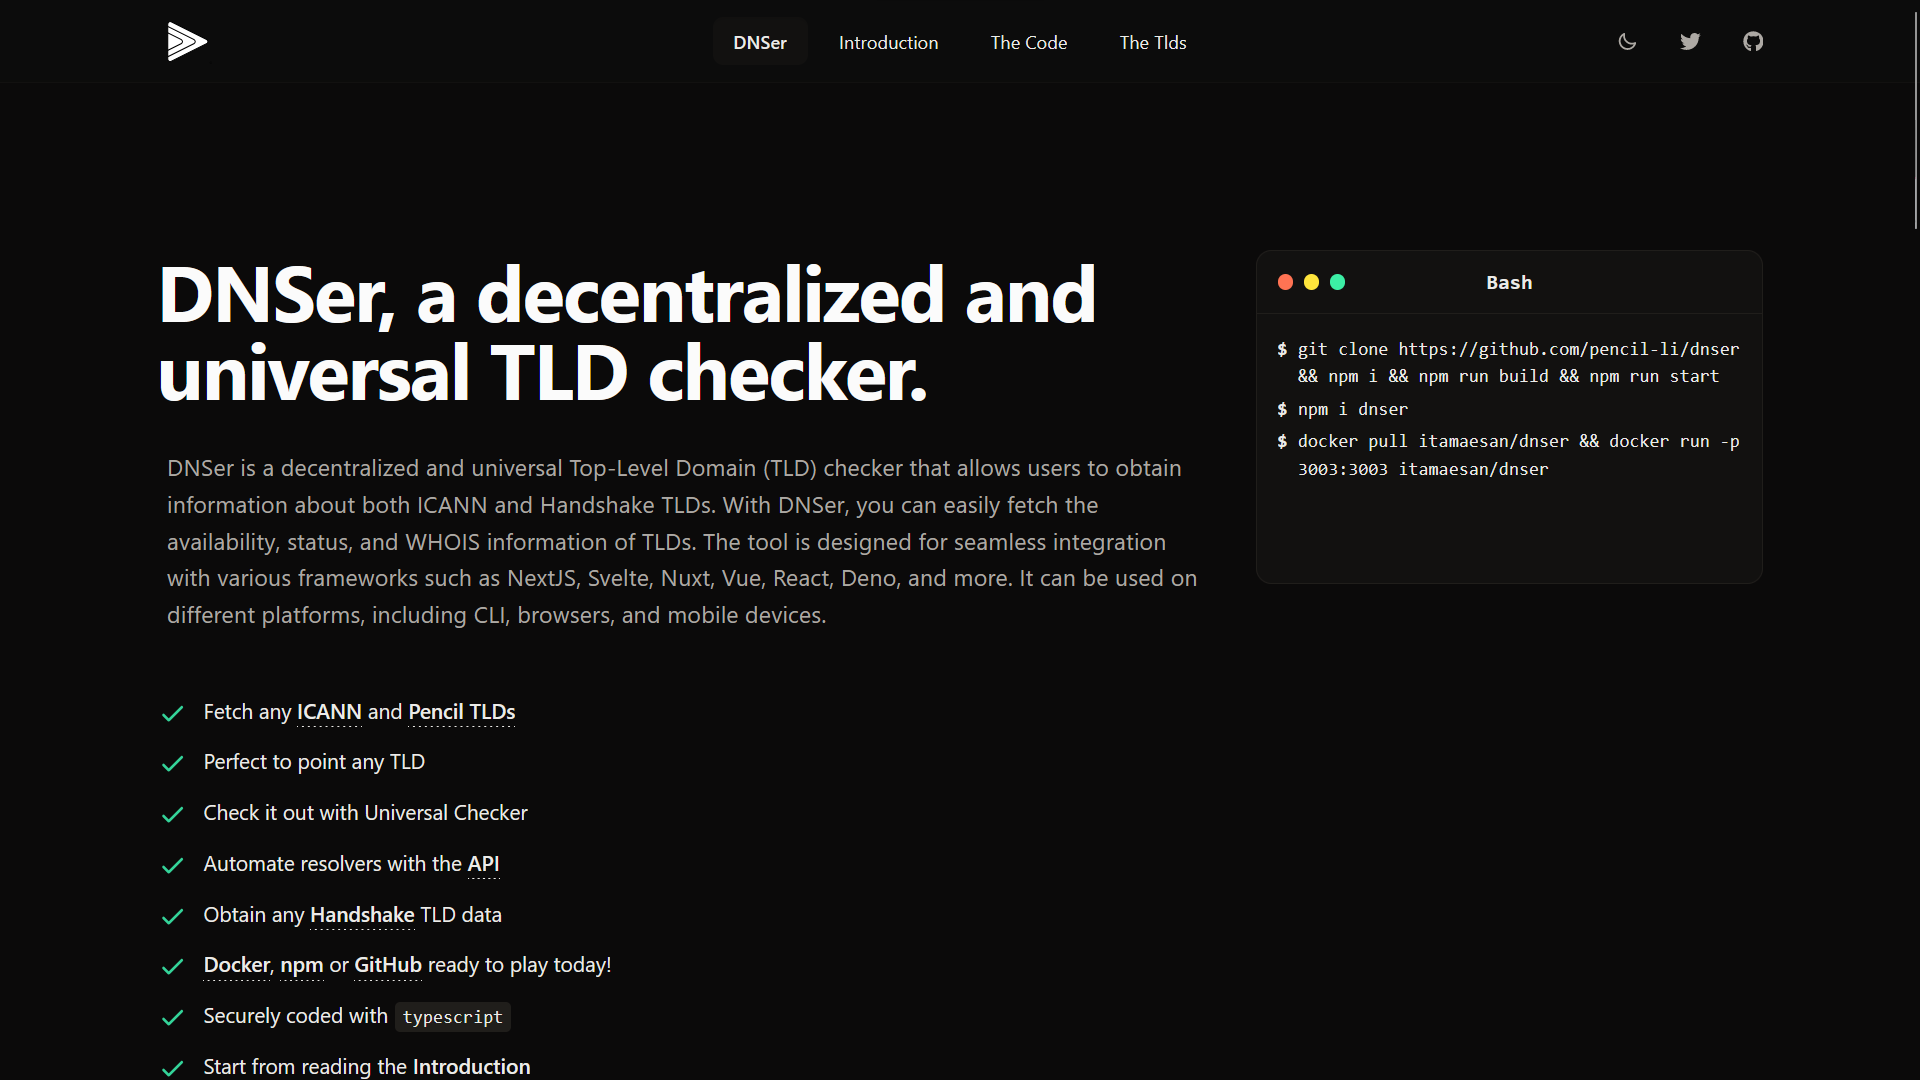 DNSer
Introduction
The Code
The Tlds
DNSer, a decentralized and
universal TLD checker.
DNSer is a decentralized and universal Top-Level Domain (TLD) checker that allows users to obtain
information about both ICANN and Handshake TLDs. With DNSer, you can easily fetch the
availability, status, and WHOIS information of TLDs. The tool is designed for seamless integration
with various frameworks such as NextJS, Svelte, Nuxt, Vue, React, Deno, and more. It can be used on
different platforms, including CLI, browsers, and mobile devices.
Fetch any ICANN and Pencil TLDs
Perfect to point any TLD
Check it out with Universal Checker
Automate resolvers with the API
Obtain any Handshake TLD data
Docker, npm or GitHub ready to play today!
Securely coded with typescript
Start from reading the Introduction
Bash
$ git clone https://github.com/pencil-li/dnser
&& npm i && npm run build && npm run start
$ npm i dnser
$ docker pull itamaesan/dnser && docker run -p
3003:3003 itamaesan/dnser